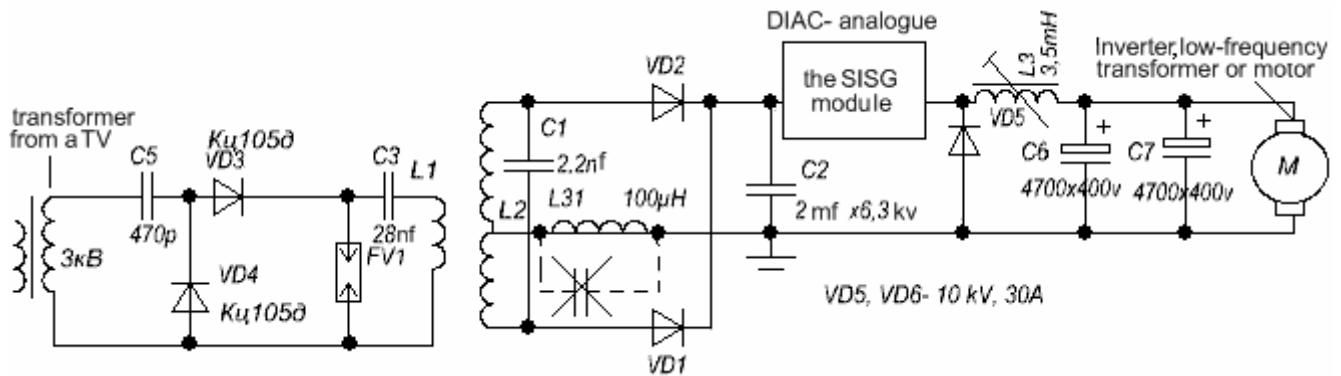 DIAC- analogue
the SISG
module
L3
3,5mH
Inverter,low-frequency
transformer or motor
transformer
from a TV
C5
470p
Кц105д
VD3
C3
28nf
L1
3кВ
VD4
Кц105д
FV1
VD2
C1
2.2nf
L2
L31
100µH
VD1
C2
2 mf x6,3 kv
VD5
C6
+
4700x400v
C7
+
4700x400v
M
VD5, VD6- 10 kV, 30A